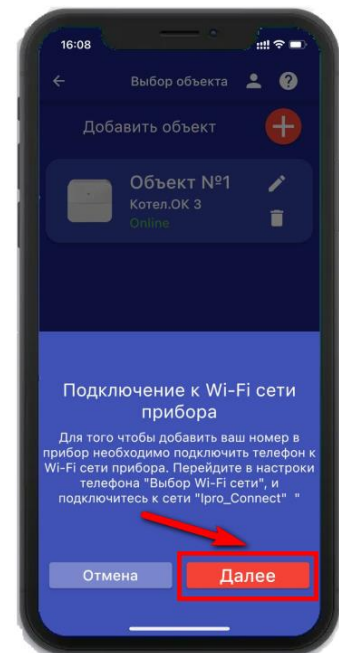 16:08
Выбор объекта
Добавить объект
Объект №1
Котел.ОК 3
Online
Подключение к Wi-Fi сети
прибора
Для того чтобы добавить ваш номер в
прибор необходимо подключить телефон к
Wi-Fi сети прибора. Перейдите в настроки
телефона "Выбор Wi-Fi сети", и
подключитесь к сети "Ipro_Connect" "
Отмена
Далее